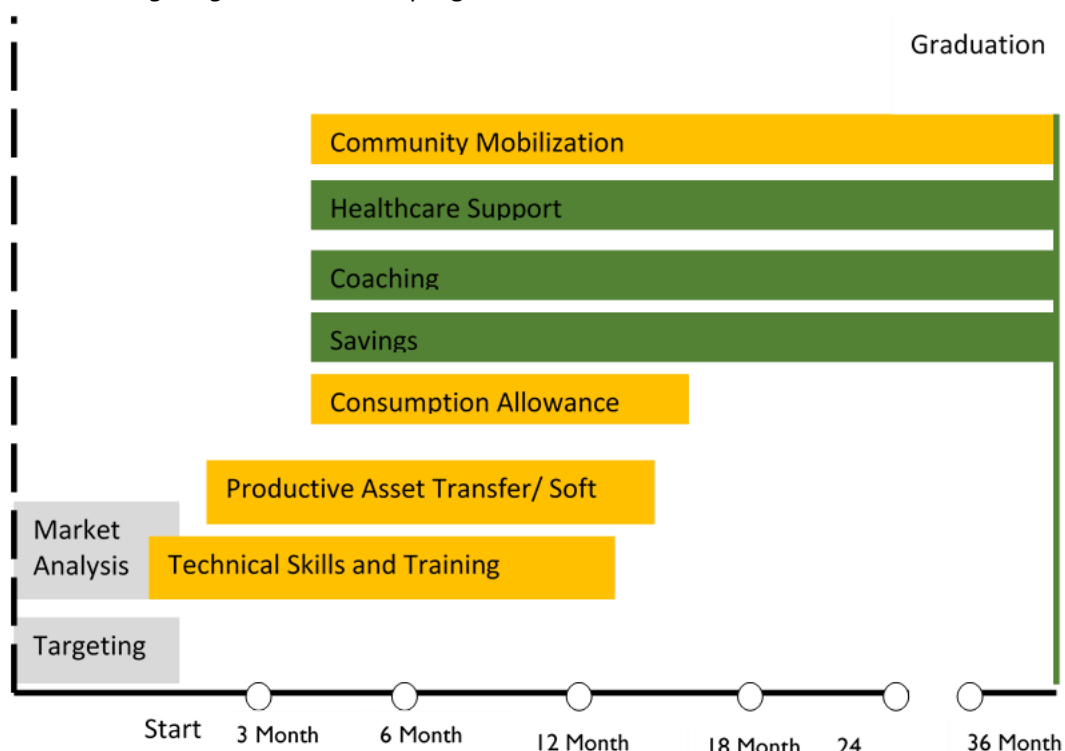 Graduation
Community Mobilization
Healthcare Support
Coaching
Savings
Consumption Allowance
Productive Asset Transfer/ Soft
Market
Analysis
Technical Skills and Training
Targeting
Start
3 Month
6 Month
12 Month
18 Month
24
36 Month